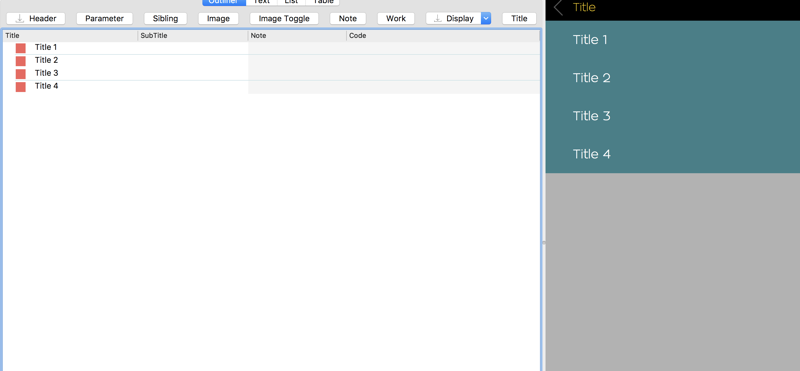 Outliner Text List Table
Header Parameter Sibling Image Image Toggle Note Work Display Title
Title SubTitle Note Code
Title 1
Title 2
Title 3
Title 4
Title
Title 1
Title 2
Title 3
Title 4